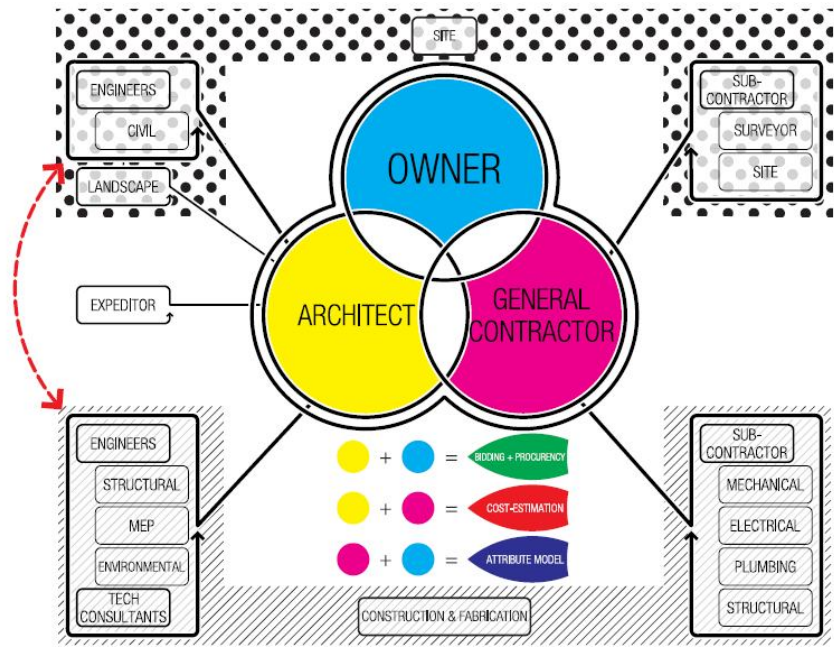 SITE
ENGINEERS
CIVIL
LANDSCAPE
SUB-
CONTRACTOR
SURVEYOR
SITE
OWNER
EXPEDITOR
ARCHITECT
GENERAL
CONTRACTOR
ENGINEERS
STRUCTURAL
MEP
ENVIRONMENTAL
TECH
CONSULTANTS
+ = BIDDING + PROCURENCY
+ = COST-ESTIMATION
+ = ATTRIBUTE MODEL
CONSTRUCTION & FABRICATION
SUB-
CONTRACTOR
MECHANICAL
ELECTRICAL
PLUMBING
STRUCTURAL